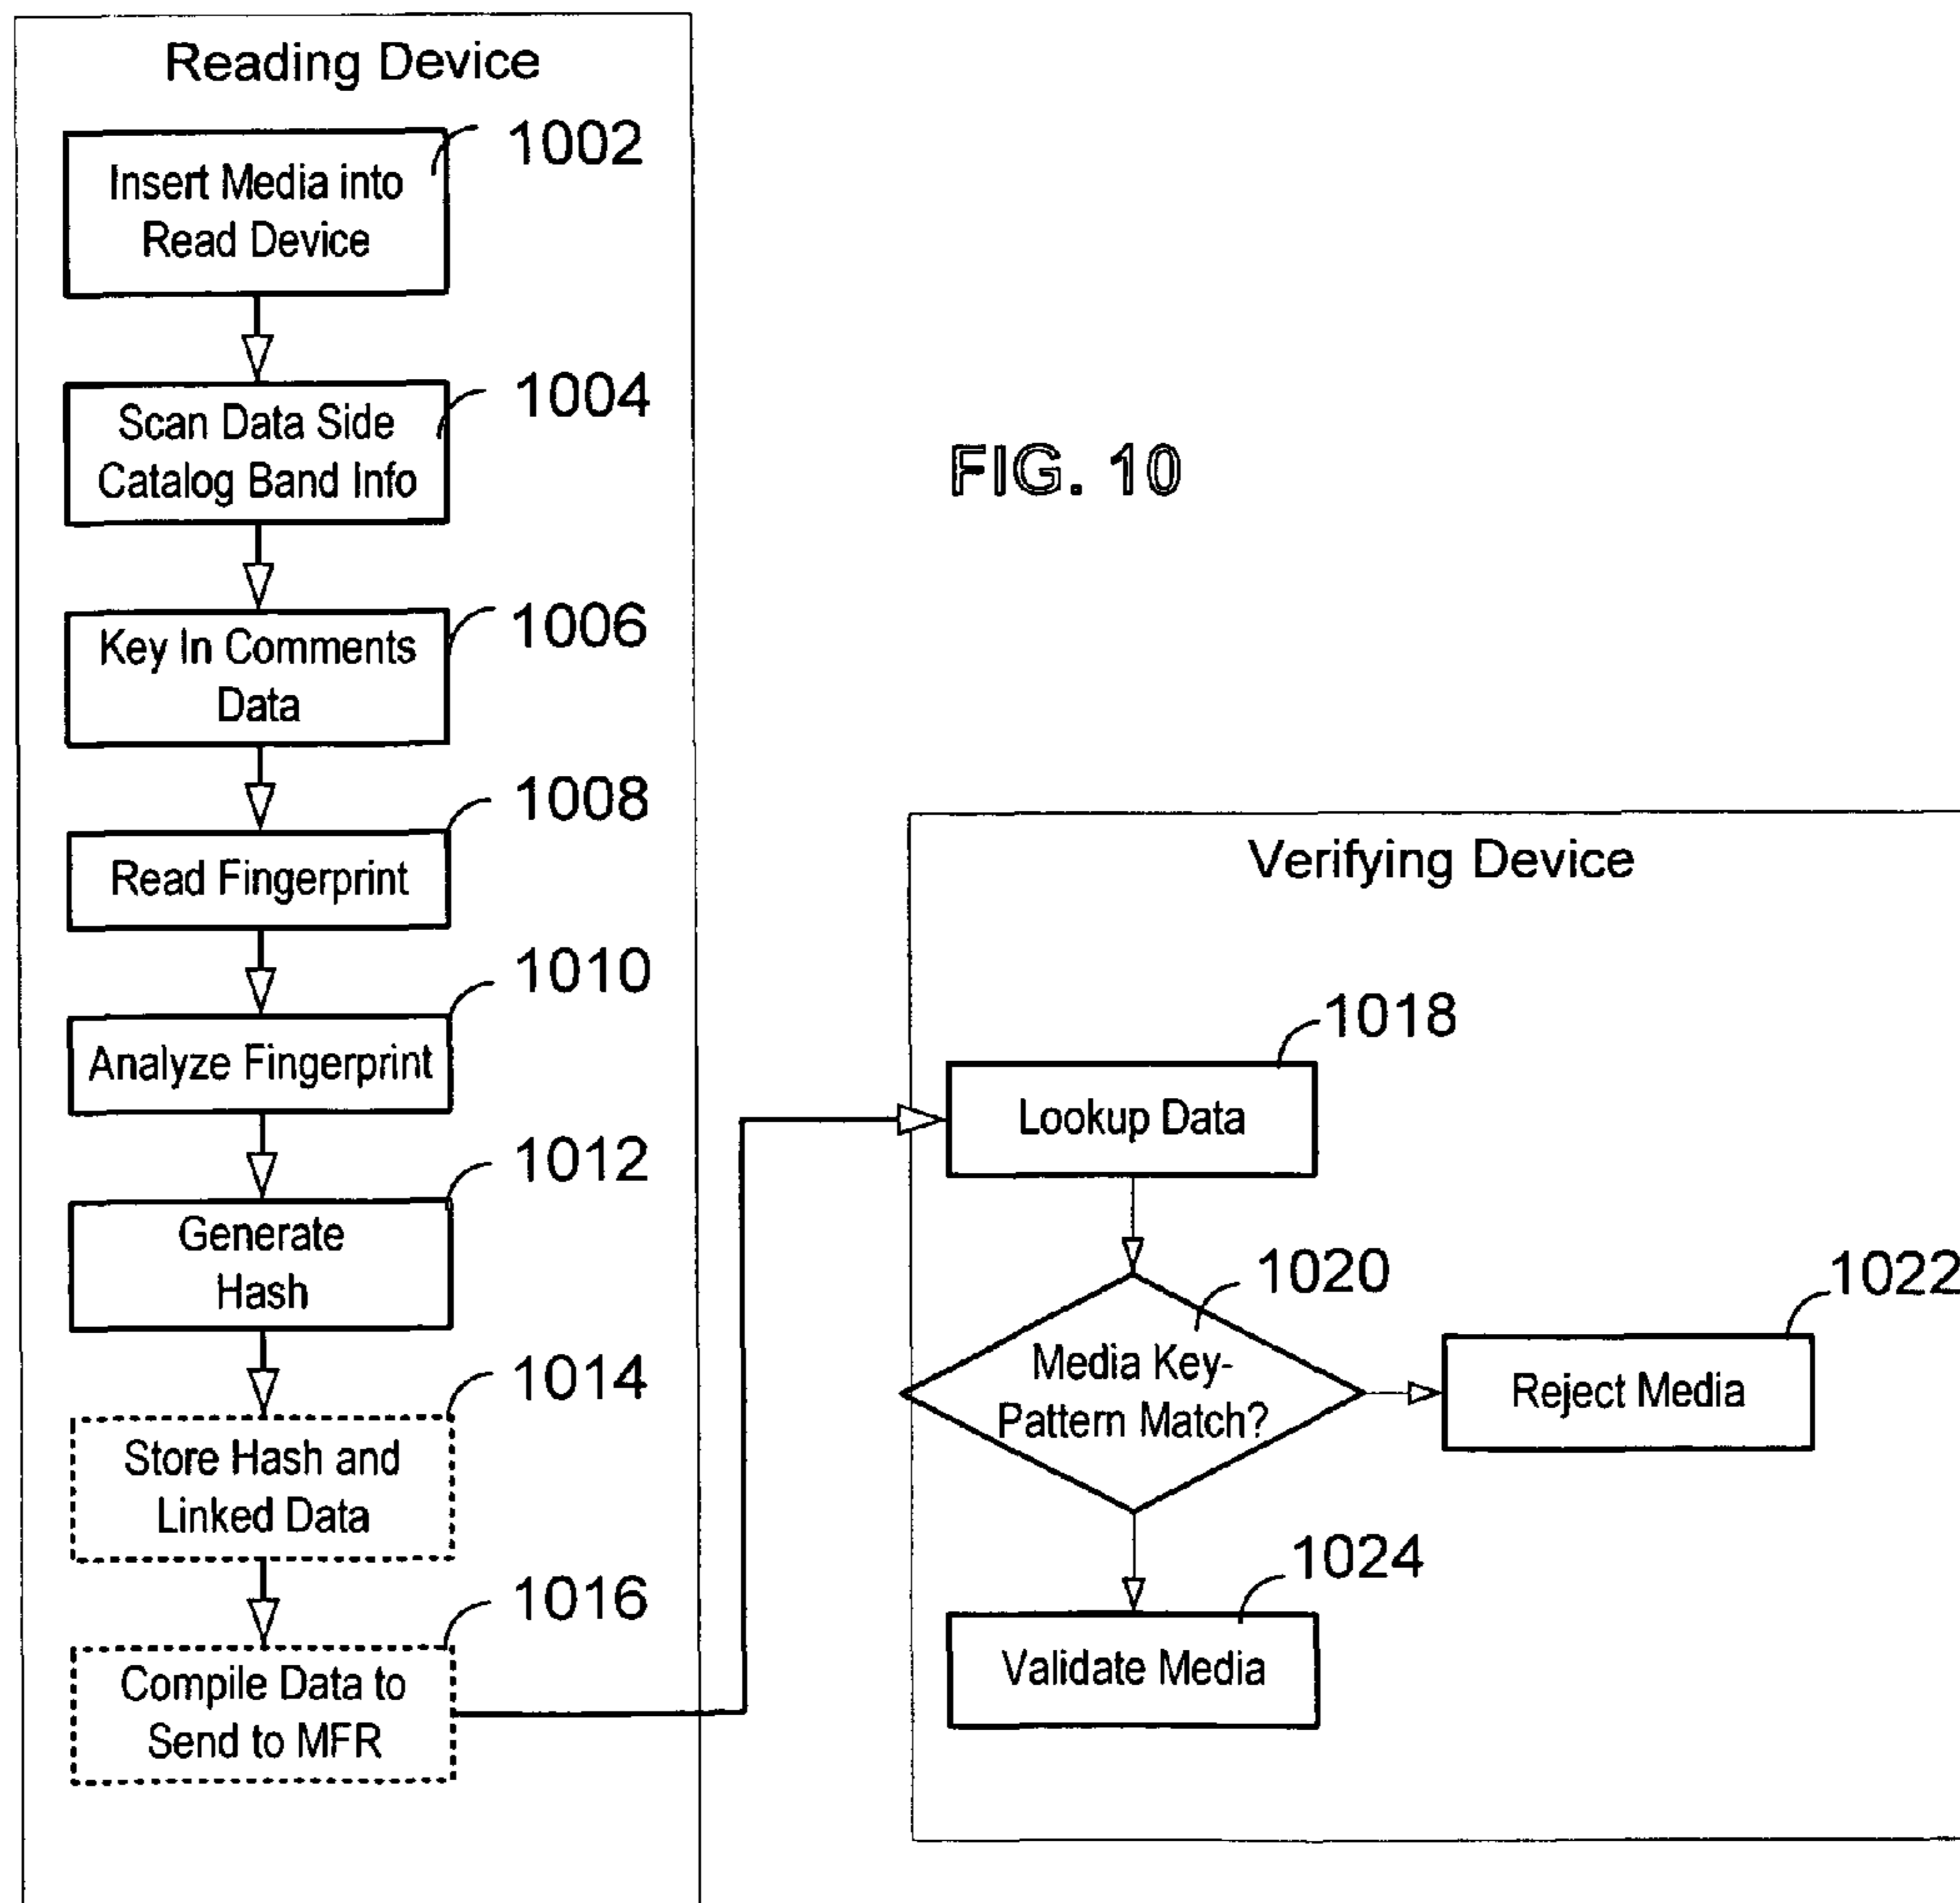 Reading Device
1002
Insert Media into
Read Device
1004
Scan Data Side
Catalog Band Info
1006
Key In Comments
Data
1008
Read Fingerprint
1010
Analyze Fingerprint
1012
Generate
Hash
1014
Store Hash and
Linked Data
1016
Compile Data to
Send to MFR
FIG. 10
Verifying Device
1018
Lookup Data
1020
Media Key-
Pattern Match?
1022
Reject Media
1024
Validate Media